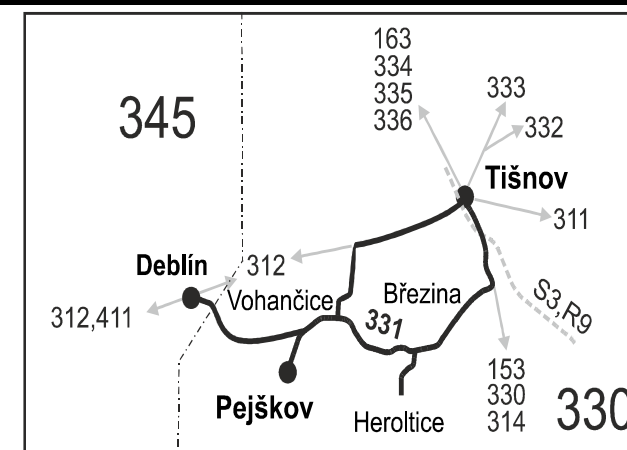 163
334
335
336
333
332
345
Tišnov
311
Deblín
312
Vohančice
Březina
S3,R9
312,411
331
153
330
314
330
Pejškov
Heroltice